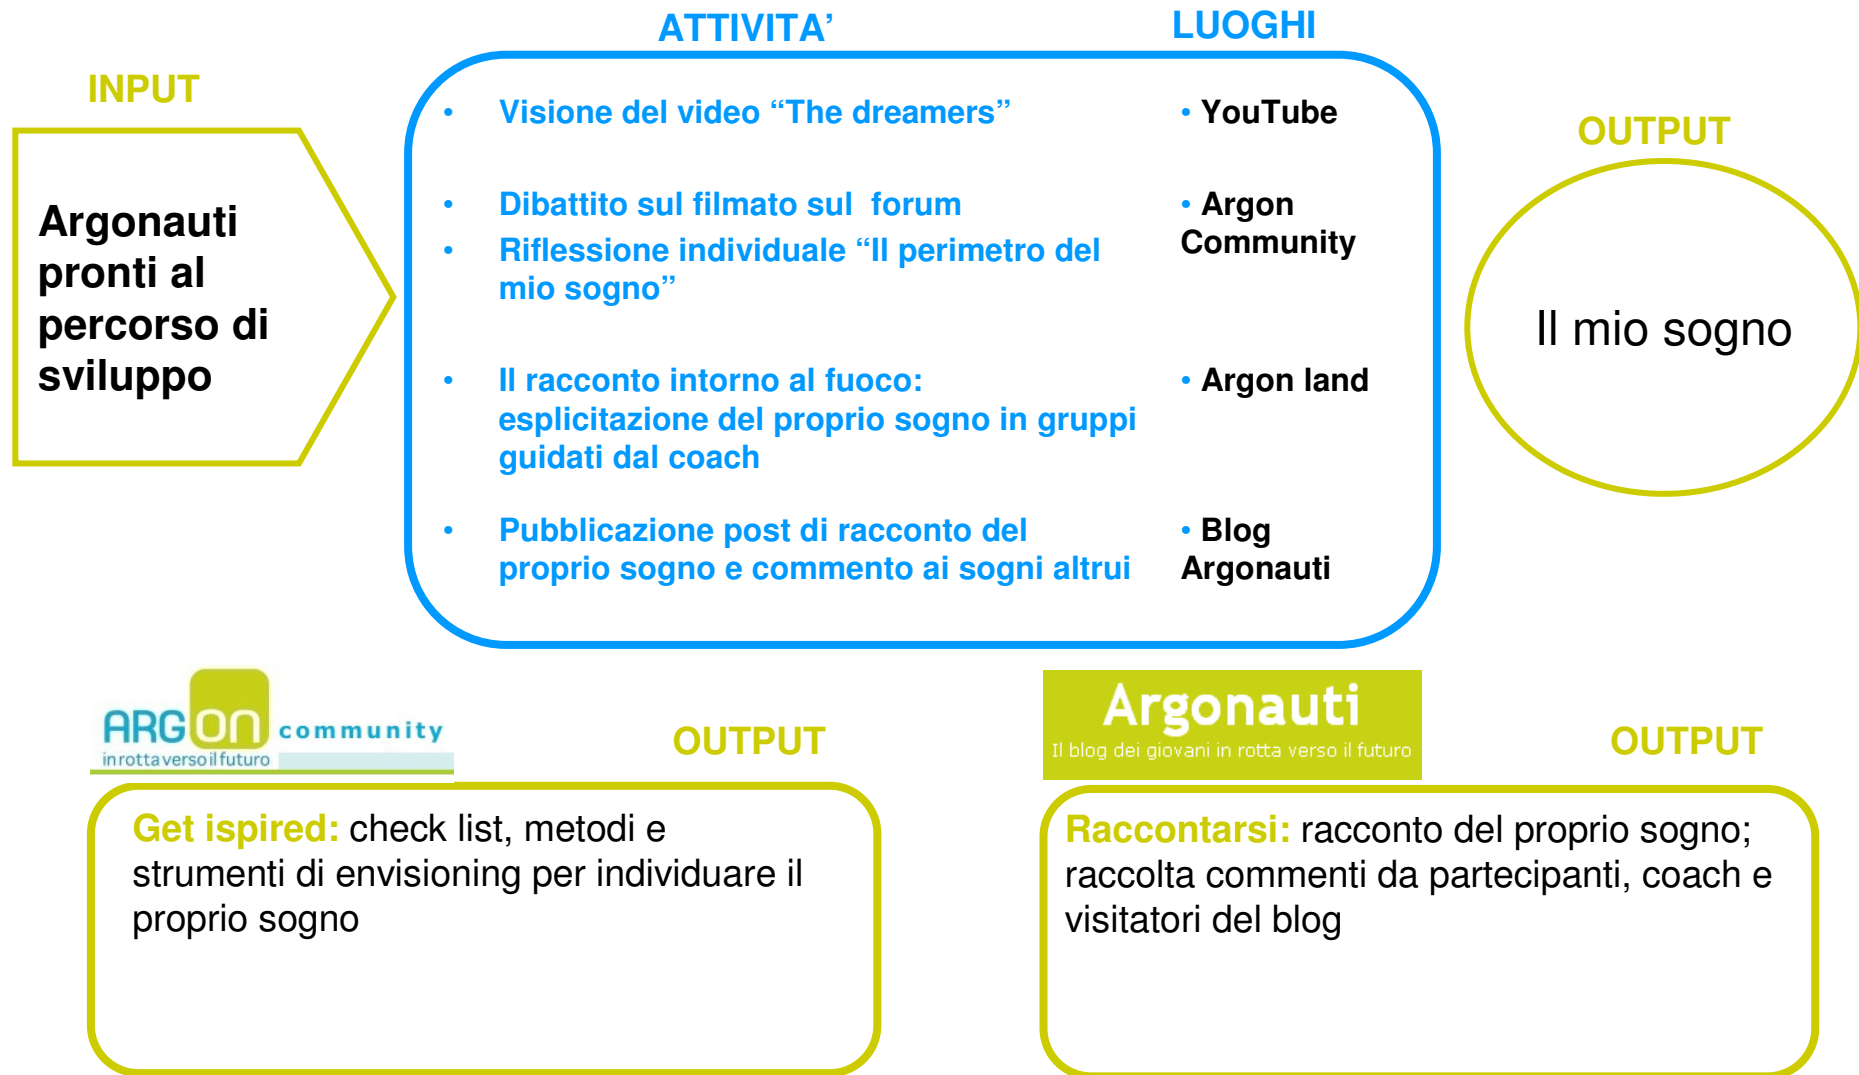 ATTIVITA’
LUOGHI
INPUT
Argonauti
pronti al
percorso di
sviluppo
• Visione del video “The dreamers”
• YouTube
• Dibattito sul filmato sul forum
• Argon
Community
• Riflessione individuale “Il perimetro del
mio sogno”
• Il racconto intorno al fuoco:
esplicitazione del proprio sogno in gruppi
guidati dal coach
• Argon land
• Pubblicazione post di racconto del
proprio sogno e commento ai sogni altrui
• Blog
Argonauti
OUTPUT
Il mio sogno
ARGON community
in rotta verso il futuro
OUTPUT
Get ispired: check list, metodi e
strumenti di envisioning per individuare il
proprio sogno
Argonauti
Il blog dei giovani in rotta verso il futuro
OUTPUT
Raccontarsi: racconto del proprio sogno;
raccolta commenti da partecipanti, coach e
visitatori del blog